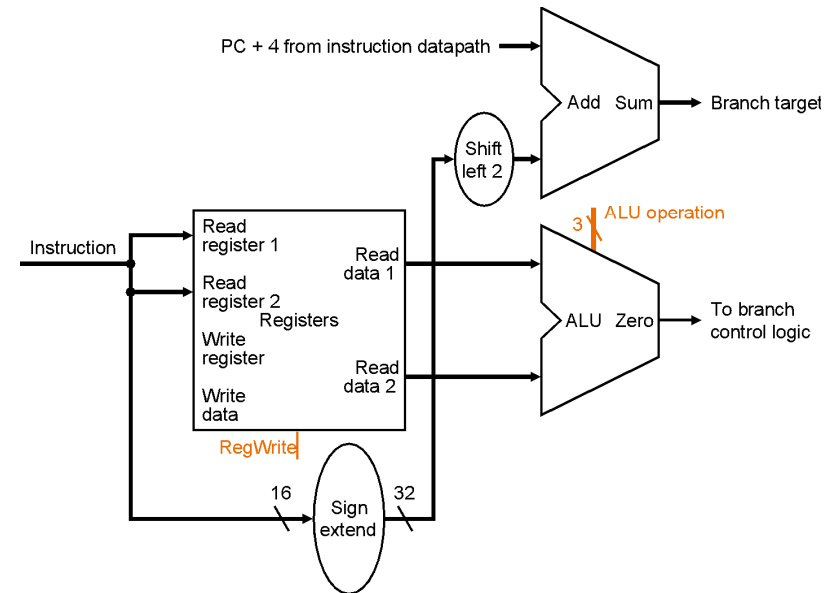 PC + 4 from instruction datapath
Add Sum
Branch target
Shift
left 2
3
ALU operation
Instruction
Read
register 1
Read
data 1
Read
register 2
Registers
ALU Zero
To branch
control logic
Write
register
Read
data 2
Write
data
RegWrite
16
32
Sign
extend